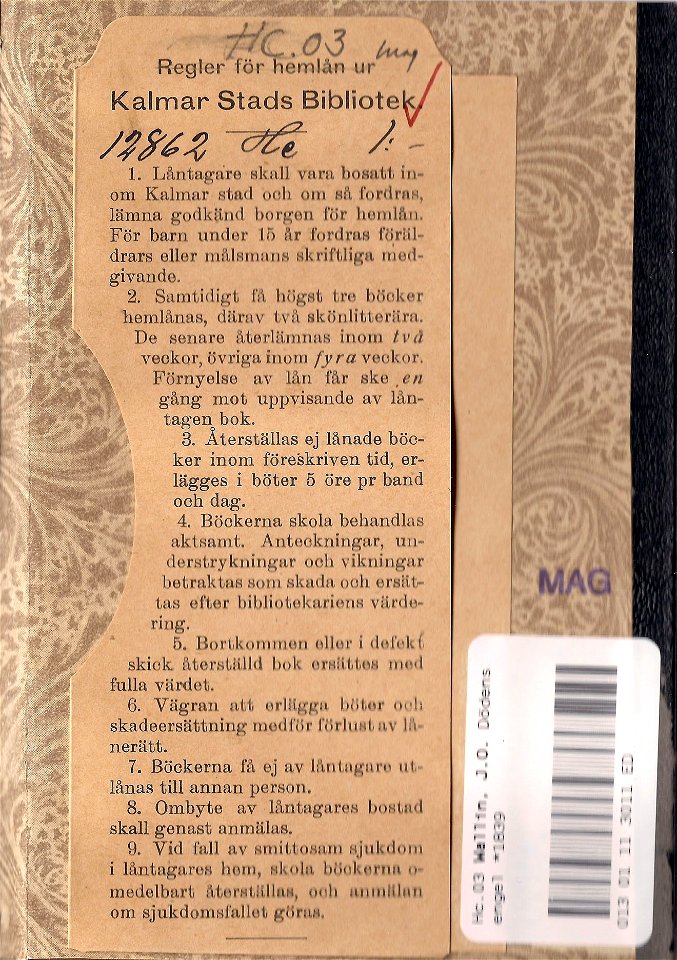 HC.03 mag
Regler för hemlån ur
Kalmar Stads Bibliotek.
12862 He 1:-
1. Låntagare skall vara bosatt in-
om Kalmar stad och om så fordras,
lämna godkänd borgen för hemlån.
För barn under 15 år fordras föräl-
drars eller målsmans skriftliga med-
givande.
2. Samtidigt få högst tre böcker
hemlånas, därav två skönlitterära.
De senare återlämnas inom två
veckor, övriga inom fyra veckor.
Förnyelse av lån får ske en
gång mot uppvisande av lån-
tagen bok.
3. Återställas ej lånade böc-
ker inom föreskriven tid, er-
lägges i böter 5 öre pr band
och dag.
4. Böckerna skola behandlas
aktsamt. Anteckningar, un-
derstrykningar och vikningar
betraktas som skada och ersät-
tas efter bibliotekariens värde-
ring.
5. Bortkommen eller i defekt
skick återställd bok ersättes med
fulla värdet.
6. Vägran att erlägga böter och
skadeersättning medför förlust av lå-
nerätt.
7. Böckerna få ej av låntagare ut-
lånas till annan person.
8. Ombyte av låntagares bostad
skall genast anmälas.
9. Vid fall av smittosam sjukdom
i låntagares hem, skola böckerna o-
medelbart återställas, och anmälan
om sjukdomsfallet göras.
MAG
Hc.03 Wallin, J.O. Dödens
engel *1839
013 01 11 3011 ED